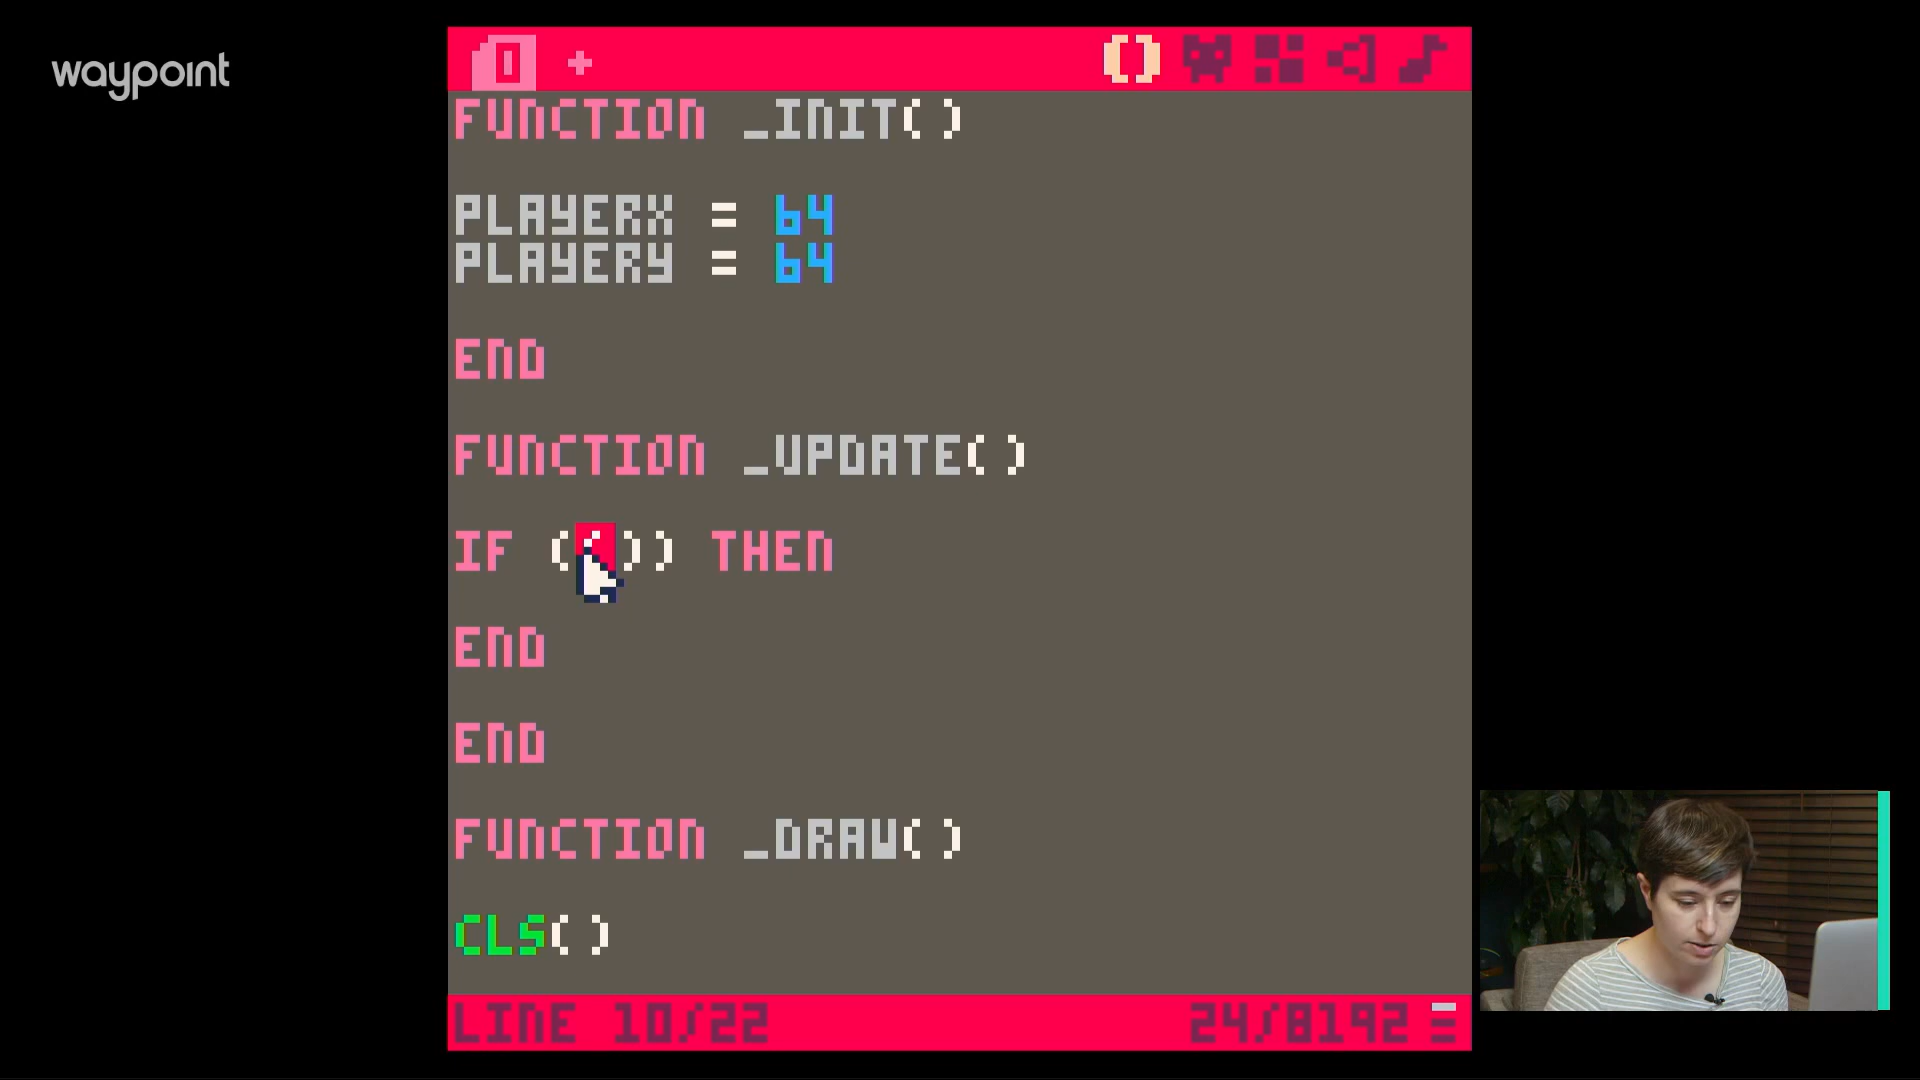 waypoint
0 +
FUNCTION _INIT()
PLAYERX = 64
PLAYERY = 64
END
FUNCTION _UPDATE()
IF (()) THEN
END
END
FUNCTION _DRAW()
CLS()
LINE 10/22
24/8192